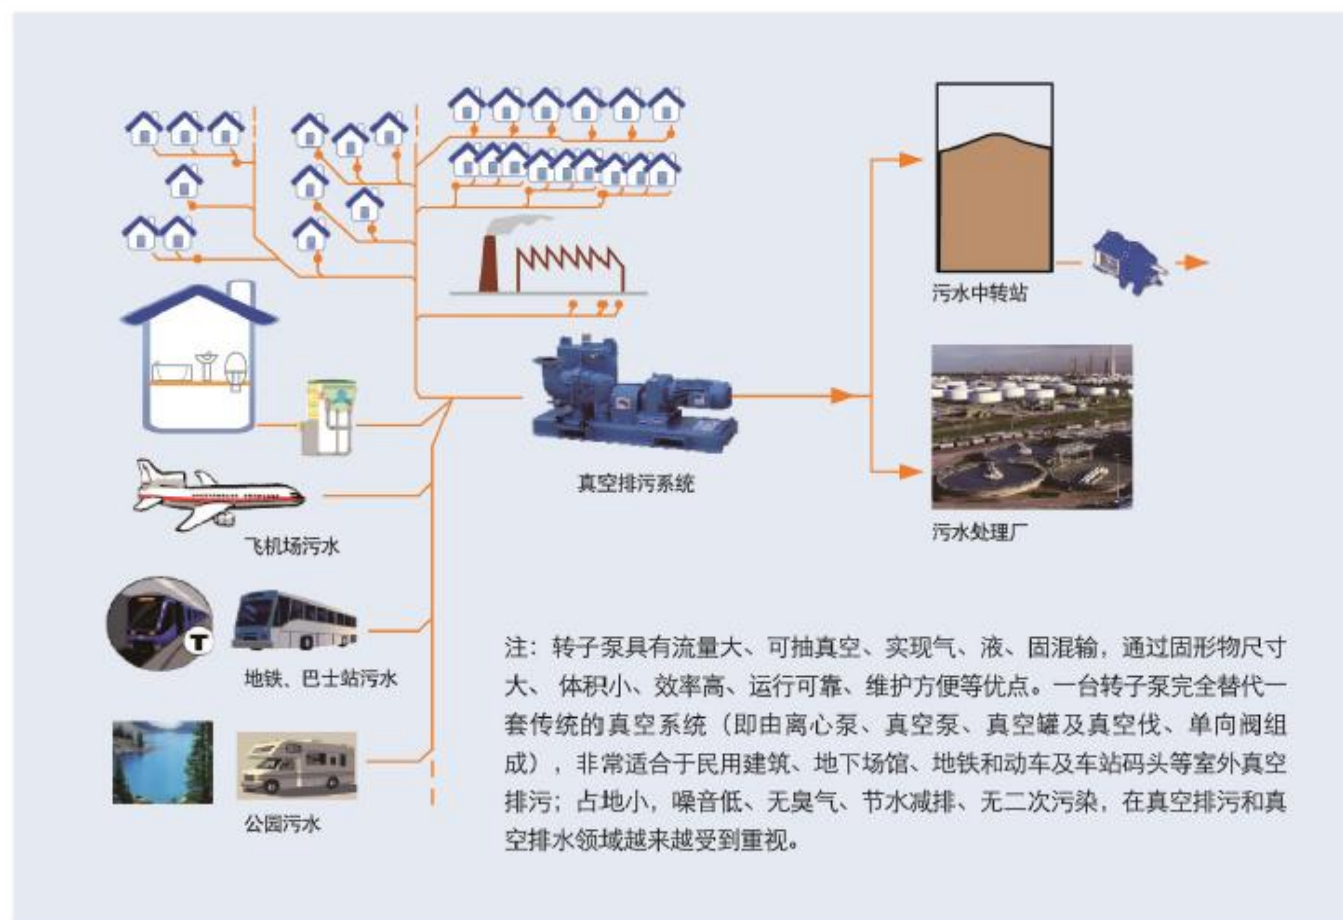 污水中转站
真空排污系统
污水处理厂
飞机场污水
T
地铁、巴士站污水
公园污水
注：转子泵具有流量大、可抽真空、实现气、液、固混输，通过固形物尺寸
大、 体积小、效率高、运行可靠、维护方便等优点。一台转子泵完全替代一
套传统的真空系统（即由离心泵、真空泵、真空罐及真空伐、单向阀组
成），非常适合于民用建筑、地下场馆、地铁和动车及车站码头等室外真空
排污；占地小，噪音低、无臭气、节水减排、无二次污染，在真空排污和真
空排水领域越来越受到重视。